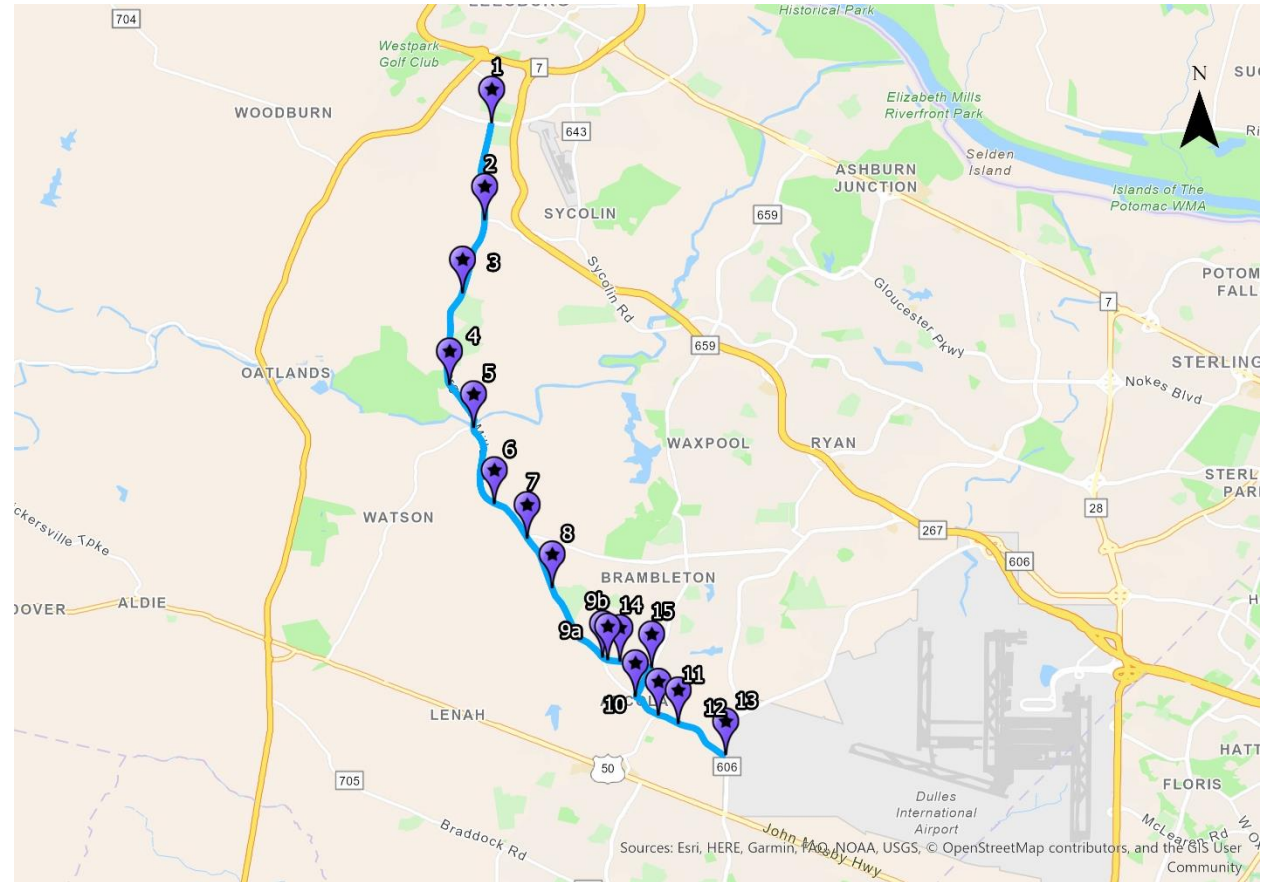 704
Historical Park
Westpark
Golf Club
1
7
N
WOODBURN
643
Elizabeth Mills
Riverfront Park
Selden
Island
ASHBURN
JUNCTION
Islands of The
Potomac WMA
2
659
SYCOLIN
3
Sycolin Rd
Gloucester Pkwy
POTOM
FALL
7
4
659
OATLANDS
STERLING
Nokes Blvd
5
WAXPOOL
RYAN
6
STERL
PARK
7
28
WATSON
ckersville Tpke
267
606
8
BRAMBLETON
DOVER
ALDIE
9b
14
15
9a
11
10
12
13
LENAH
50
606
HATT
705
FLORIS
Dulles
International
Airport
Braddock Rd
John Mosby Hwy
McLearen Rd
Sources: Esri, HERE, Garmin, FAO, NOAA, USGS, © OpenStreetMap contributors, and the GIS User
Community